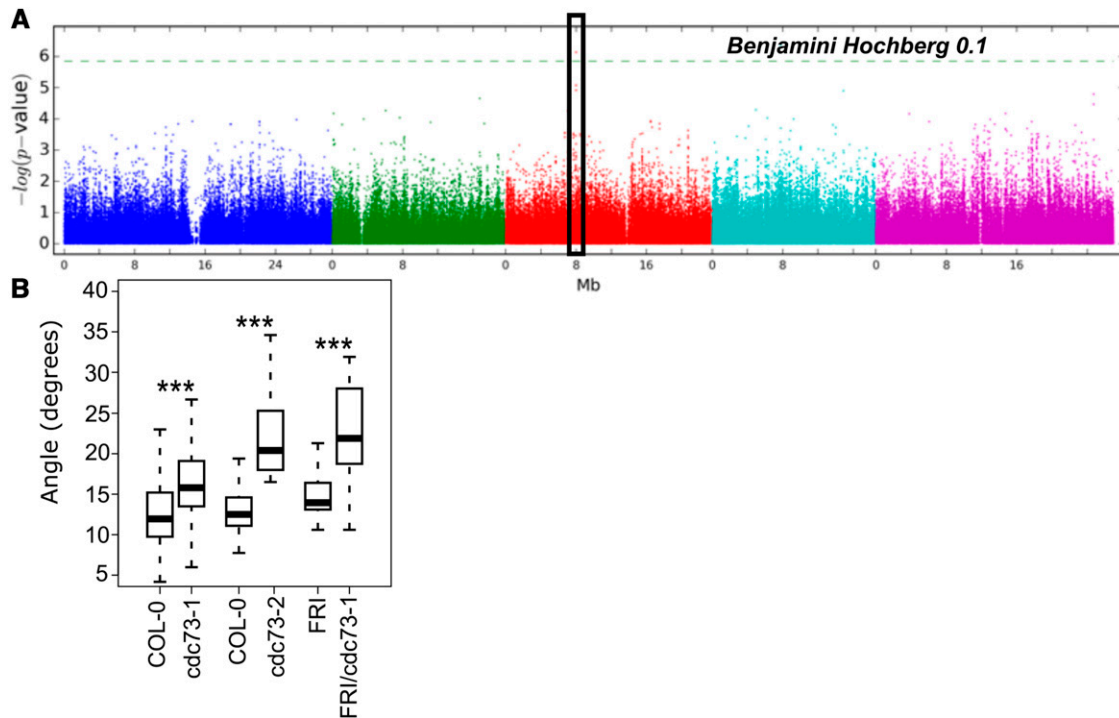 A
Benjamini Hochberg 0.1
−log(p−value)
6
5
4
3
2
1
0
0 8 16 24 0 8 0 8 16 0 8 0 8 16
Mb
B
Angle (degrees)
40
35
30
25
20
15
10
5
*** *** ***
COL-0 cdc73-1 COL-0 cdc73-2 FRI FRI/cdc73-1